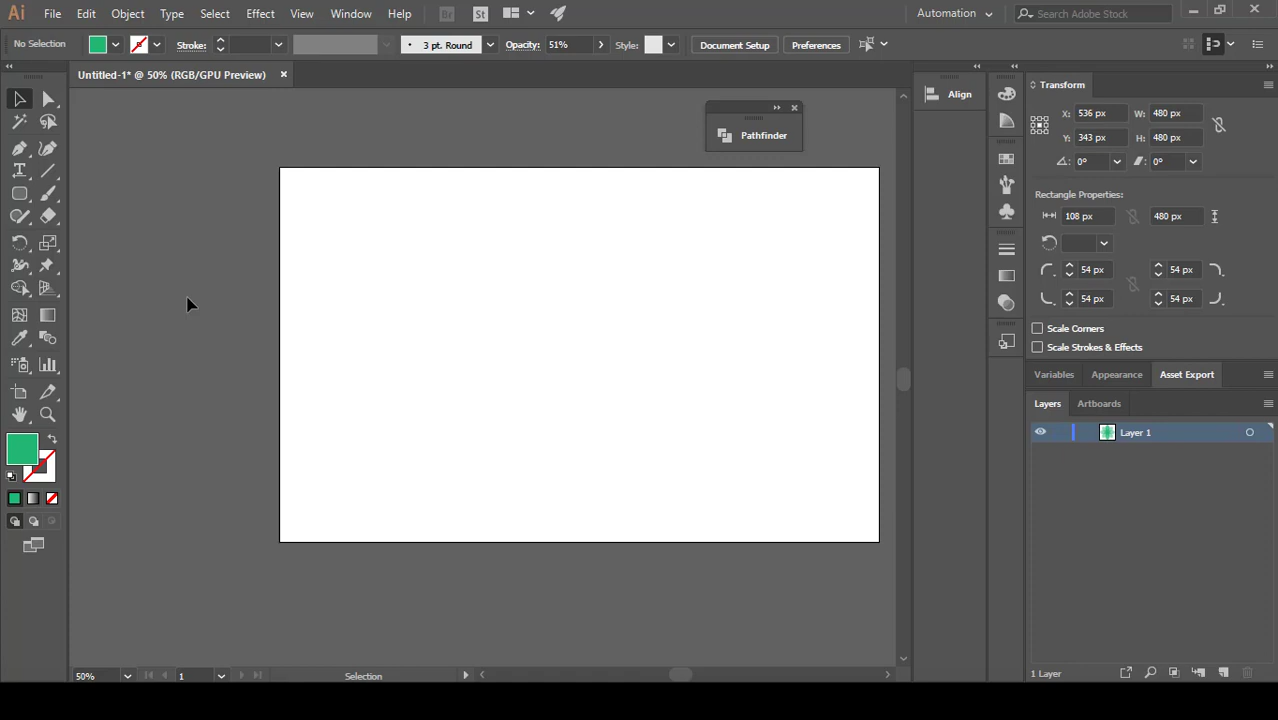 Ai File Edit Object Type Select Effect View Window Help Br St Automation Search Adobe Stock
No Selection Stroke: 3 pt. Round Opacity: 51% Style: Document Setup Preferences
Untitled-1* @ 50% (RGB/GPU Preview)
Align
Pathfinder
Transform
X: 536 px W: 480 px
Y: 343 px H: 480 px
0° 0°
Rectangle Properties:
108 px 480 px
54 px 54 px
54 px 54 px
Scale Corners
Scale Strokes & Effects
Variables Appearance Asset Export
Layers Artboards
Layer 1
50% 1 Selection
1 Layer